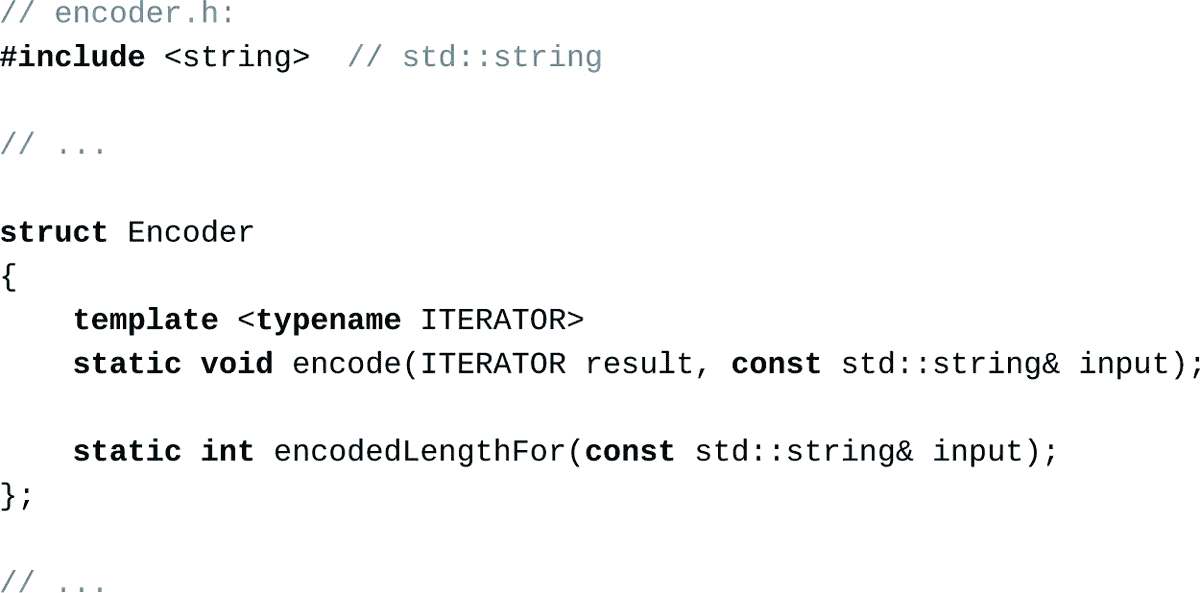 // encoder.h:
#include <string>  // std::string

// ...

struct Encoder
{
    template <typename ITERATOR>
    static void encode(ITERATOR result, const std::string& input);

    static int encodedLengthFor(const std::string& input);
};

// ...